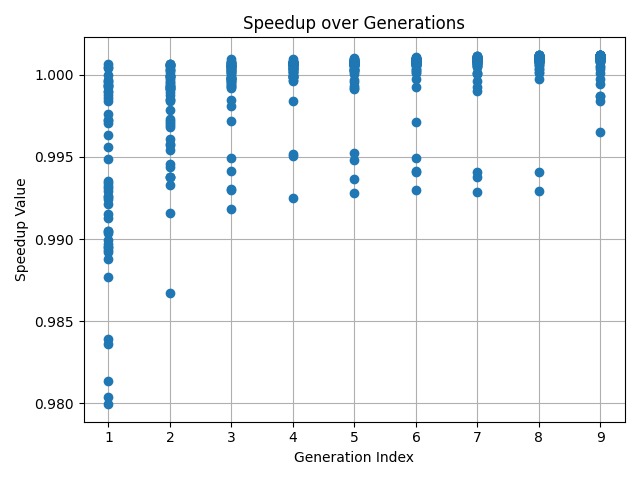 Speedup over Generations
Speedup Value
1.000
0.995
0.990
0.985
0.980
1 2 3 4 5 6 7 8 9
Generation Index